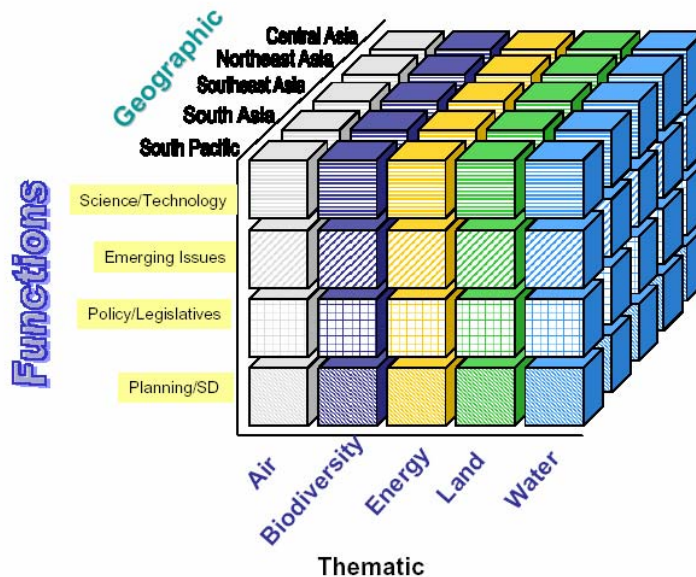 Geographic
Central Asia
Northeast Asia
Southeast Asia
South Asia
South Pacific
Functions
Science/Technology
Emerging Issues
Policy/Legislatives
Planning/SD
Air
Biodiversity
Energy
Land
Water
Thematic